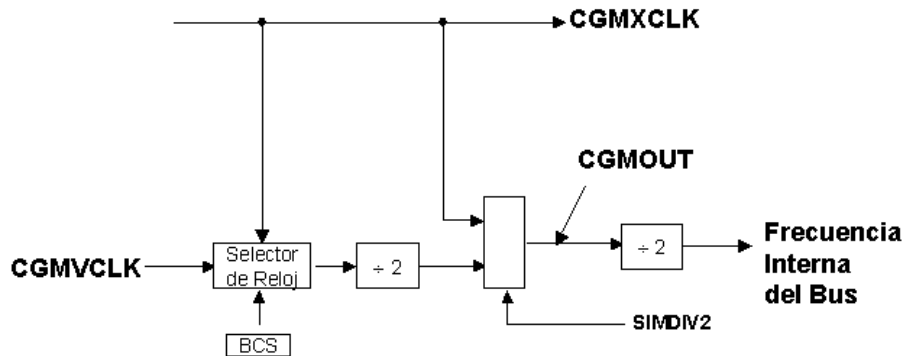 CGMXCLK
CGMOUT
CGMVCLK
Selector
de Reloj
÷ 2
÷ 2
Frecuencia
Interna
del Bus
SIMDIV2
BCS